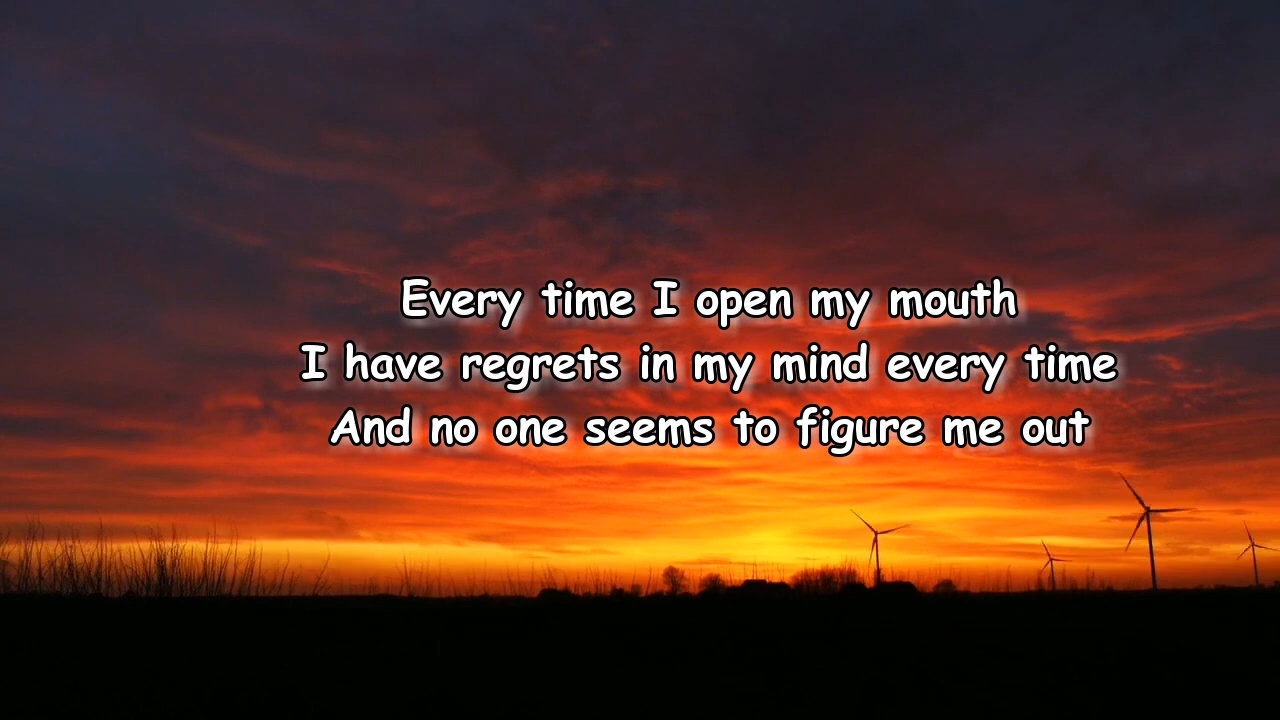 Every time I open my mouth
I have regrets in my mind every time
And no one seems to figure me out